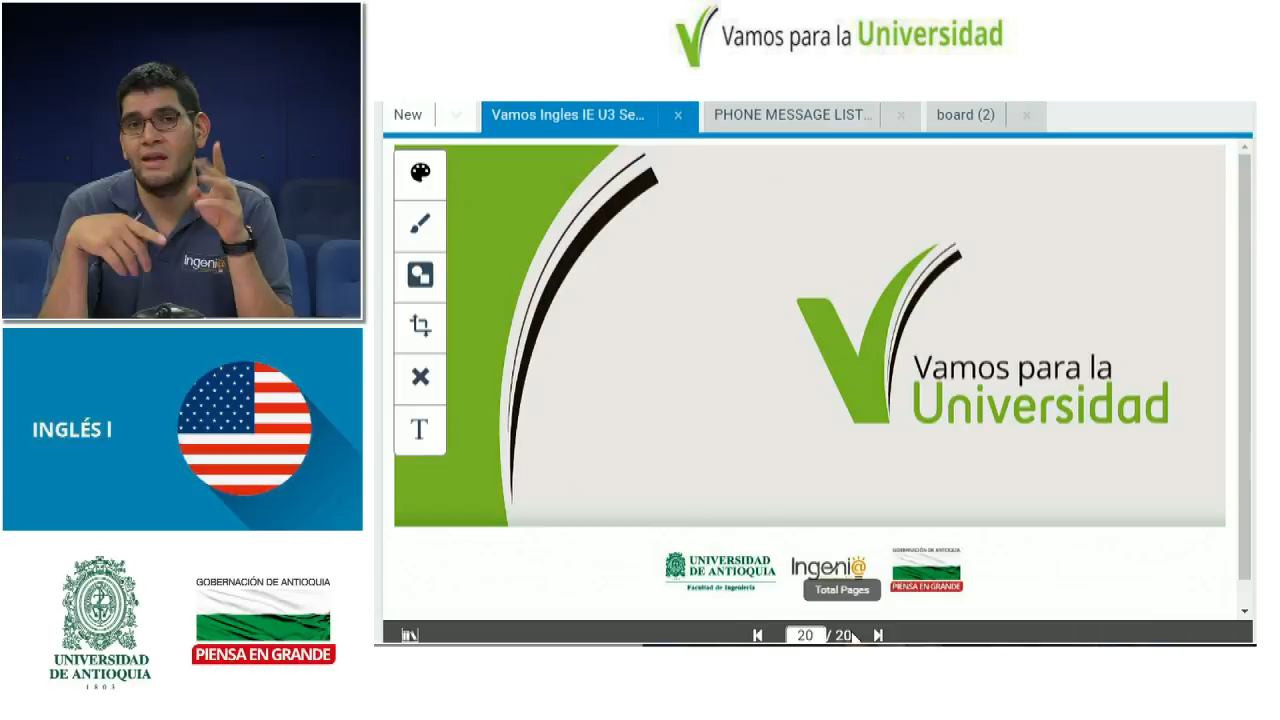 Vamos para la Universidad
New
Vamos Ingles IE U3 Se...
PHONE MESSAGE LIST...
board (2)
T
Ingeni@
Vamos para la
Universidad
INGLÉS I
UNIVERSIDAD
DE ANTIOQUIA
Facultad de Ingeniería
Ingeni@
GOBERNACIÓN DE ANTIOQUIA
PIENSA EN GRANDE
Total Pages
20 / 20
UNIVERSIDAD
DE ANTIOQUIA
1803
GOBERNACIÓN DE ANTIOQUIA
PIENSA EN GRANDE